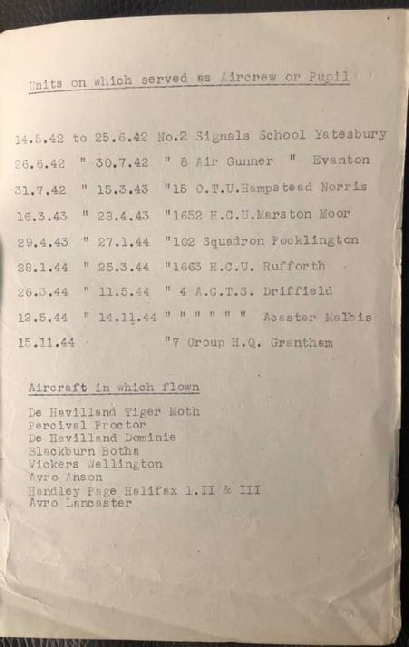 Units on which served as Aircrew or Pupil
14.5.42 to 25.6.42 No.2 Signals School Yatesbury
26.6.42 " 30.7.42 " 8 Air Gunner " Evanton
31.7.42 " 15.3.43 "15 O.T.U.Hampstead Norris
16.3.43 " 28.4.43 "1652 H.C.U.Marston Moor
29.4.43 " 27.1.44 "102 Squadron Pocklington
28.1.44 " 25.3.44 "1663 H.C.U. Rufforth
26.3.44 " 11.5.44 " 4 A.C.T.S. Driffield
12.5.44 " 14.11.44 " " " " " " Acaster Malbis
15.11.44 "7 Group H.Q. Grantham
Aircraft in which flown
De Havilland Tiger Moth
Percival Proctor
De Havilland Dominie
Blackburn Botha
Vickers Wellington
Avro Anson
Handley Page Halifax 1.II & III
Avro Lancaster